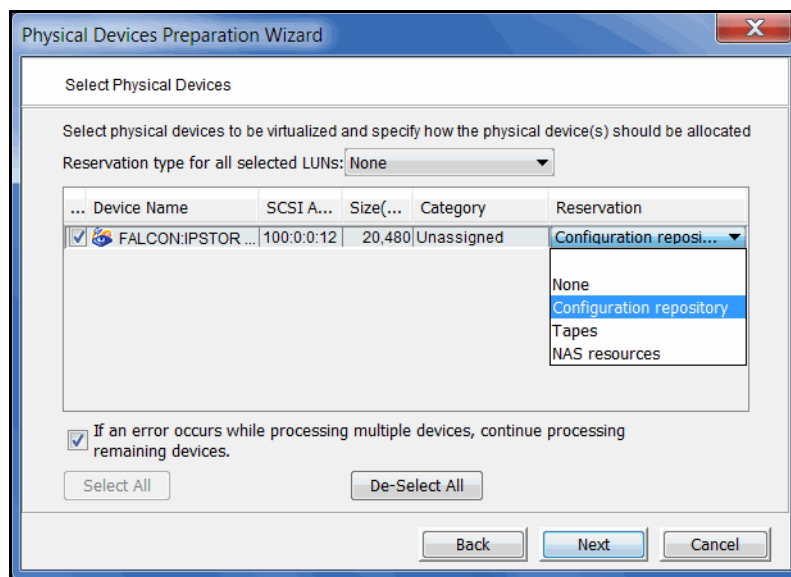 Physical Devices Preparation Wizard
Select Physical Devices
Select physical devices to be virtualized and specify how the physical device(s) should be allocated
Reservation type for all selected LUNs: None
... Device Name SCSI A... Size(... Category Reservation
FALCON:IPSTOR ... 100:0:0:12 20,480 Unassigned Configuration reposi...
None
Configuration repository
Tapes
NAS resources
If an error occurs while processing multiple devices, continue processing
remaining devices.
Select All De-Select All
Back Next Cancel